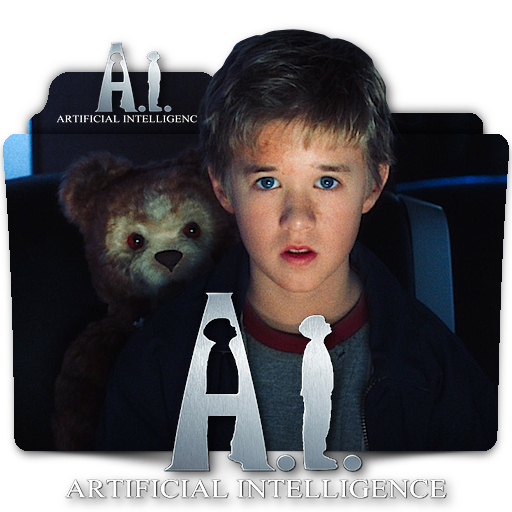 A.I.
ARTIFICIAL INTELLIGENC
A.I.
ARTIFICIAL INTELLIGENCE